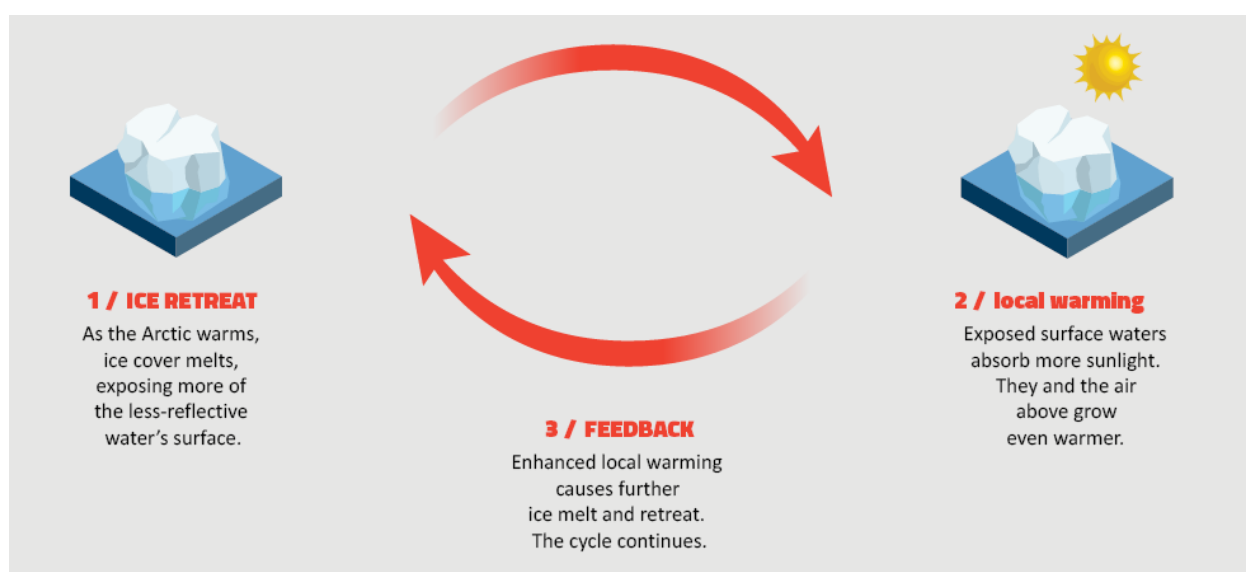 1 / ICE RETREAT
As the Arctic warms,
ice cover melts,
exposing more of
the less-reflective
water’s surface.
2 / local warming
Exposed surface waters
absorb more sunlight.
They and the air
above grow
even warmer.
3 / FEEDBACK
Enhanced local warming
causes further
ice melt and retreat.
The cycle continues.